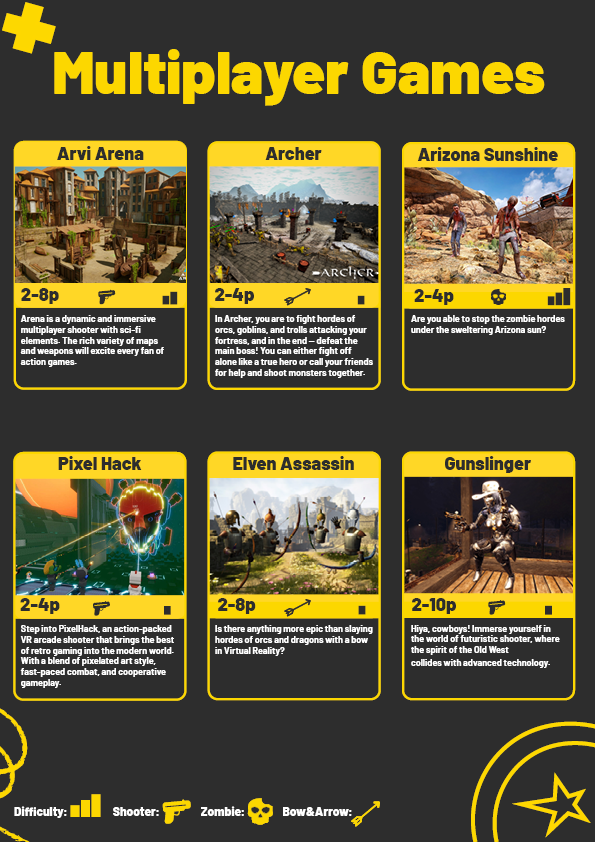 Multiplayer Games
Arvi Arena
2-8p
Arena is a dynamic and immersive
multiplayer shooter with sci-fi
elements. The rich variety of maps
and weapons will excite every fan of
action games.
Archer
ARCHER
2-4p
In Archer, you are to fight hordes of
orcs, goblins, and trolls attacking your
fortress, and in the end – defeat the
main boss! You can either fight off
alone like a true hero or call your friends
for help and shoot monsters together.
Arizona Sunshine
2-4p
Are you able to stop the zombie hordes
under the sweltering Arizona sun?
Pixel Hack
2-4p
Step into PixelHack, an action-packed
VR arcade shooter that brings the best
of retro gaming into the modern world.
With a blend of pixelated art style,
fast-paced combat, and cooperative
gameplay.
Elven Assassin
2-8p
Is there anything more epic than slaying
hordes of orcs and dragons with a bow
in Virtual Reality?
Gunslinger
2-10p
Hiya, cowboys! Immerse yourself in
the world of futuristic shooter, where
the spirit of the Old West
collides with advanced technology.
Difficulty: Shooter: Zombie: Bow&Arrow: